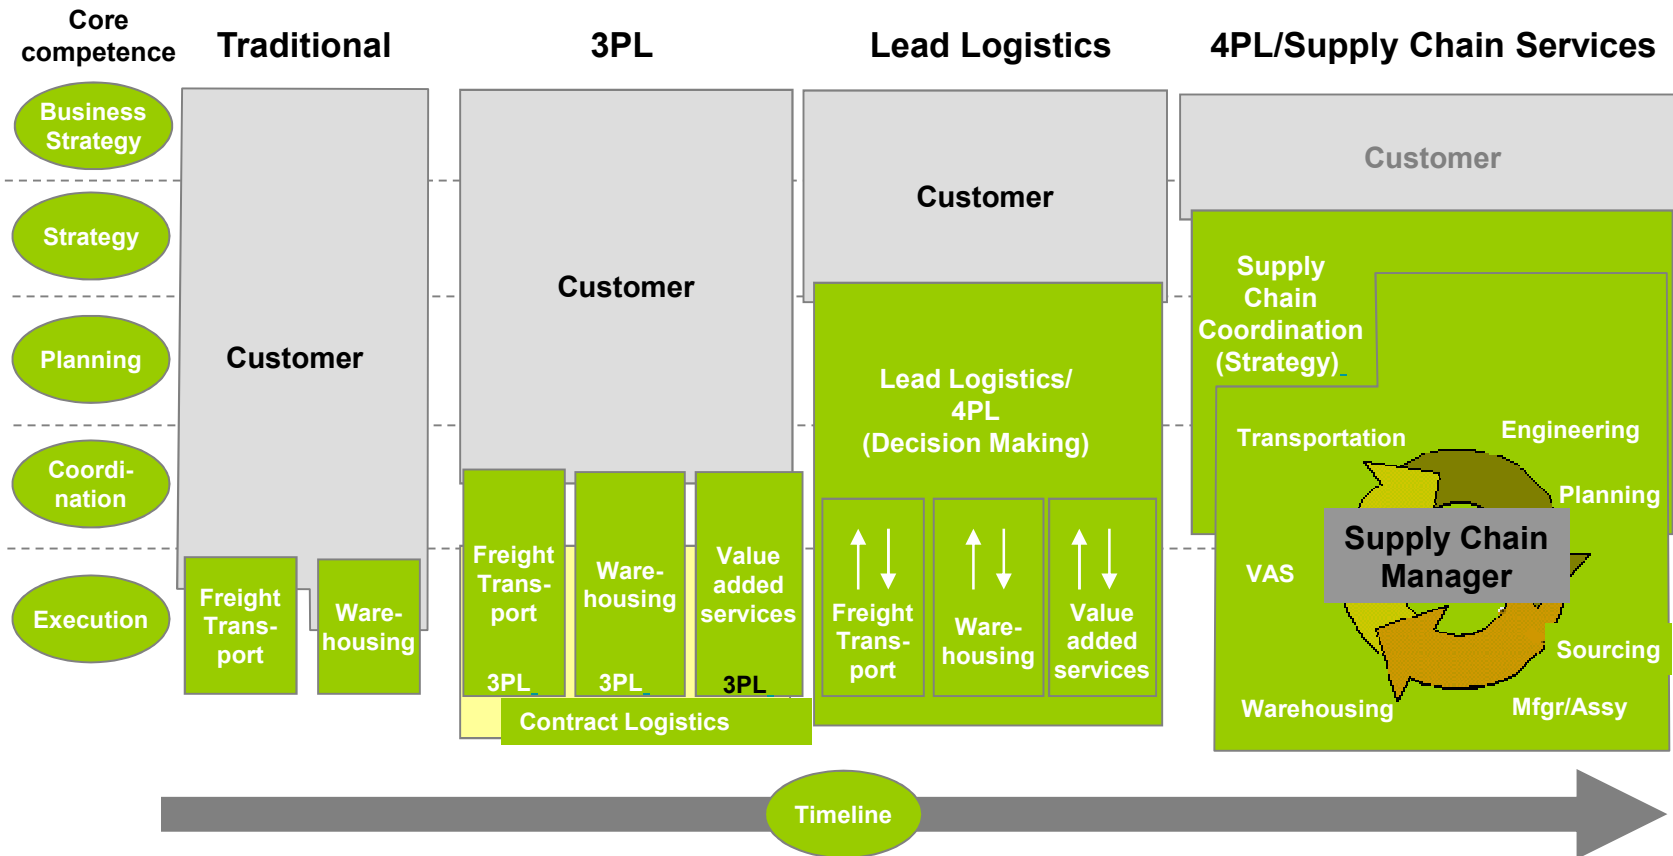 Core
competence
Traditional
3PL
Lead Logistics
4PL/Supply Chain Services
Business
Strategy
Strategy
Planning
Coordi-
nation
Execution
Customer
Freight
Trans-
port
Ware-
housing
Customer
Freight
Trans-
port
3PL
Ware-
housing
3PL
Value
added
services
3PL
Contract Logistics
Customer
Lead Logistics/
4PL
(Decision Making)
Freight
Trans-
port
Ware-
housing
Value
added
services
Customer
Supply
Chain
Coordination
(Strategy)
Transportation
Engineering
Planning
Supply Chain
Manager
VAS
Sourcing
Warehousing
Mfgr/Assy
Timeline